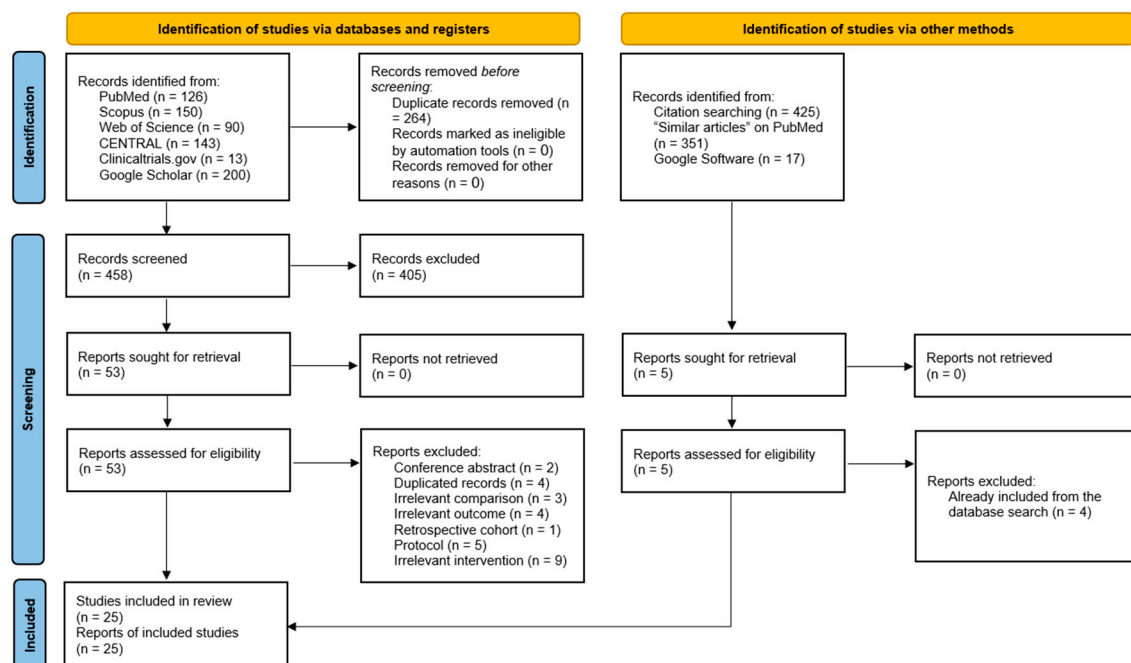 Identification of studies via databases and registers
Identification of studies via other methods
Identification
Records identified from:
PubMed (n = 126)
Scopus (n = 150)
Web of Science (n = 90)
CENTRAL (n = 143)
Clinicaltrials.gov (n = 13)
Google Scholar (n = 200)
Records removed before
screening:
Duplicate records removed (n
= 264)
Records marked as ineligible
by automation tools (n = 0)
Records removed for other
reasons (n = 0)
Records identified from:
Citation searching (n = 425)
“Similar articles” on PubMed
(n = 351)
Google Software (n = 17)
Screening
Records screened
(n = 458)
Records excluded
(n = 405)
Reports sought for retrieval
(n = 53)
Reports not retrieved
(n = 0)
Reports sought for retrieval
(n = 5)
Reports not retrieved
(n = 0)
Reports assessed for eligibility
(n = 53)
Reports excluded:
Conference abstract (n = 2)
Duplicated records (n = 4)
Irrelevant comparison (n = 3)
Irrelevant outcome (n = 4)
Retrospective cohort (n = 1)
Protocol (n = 5)
Irrelevant intervention (n = 9)
Reports assessed for eligibility
(n = 5)
Reports excluded:
Already included from the
database search (n = 4)
Included
Studies included in review
(n = 25)
Reports of included studies
(n = 25)